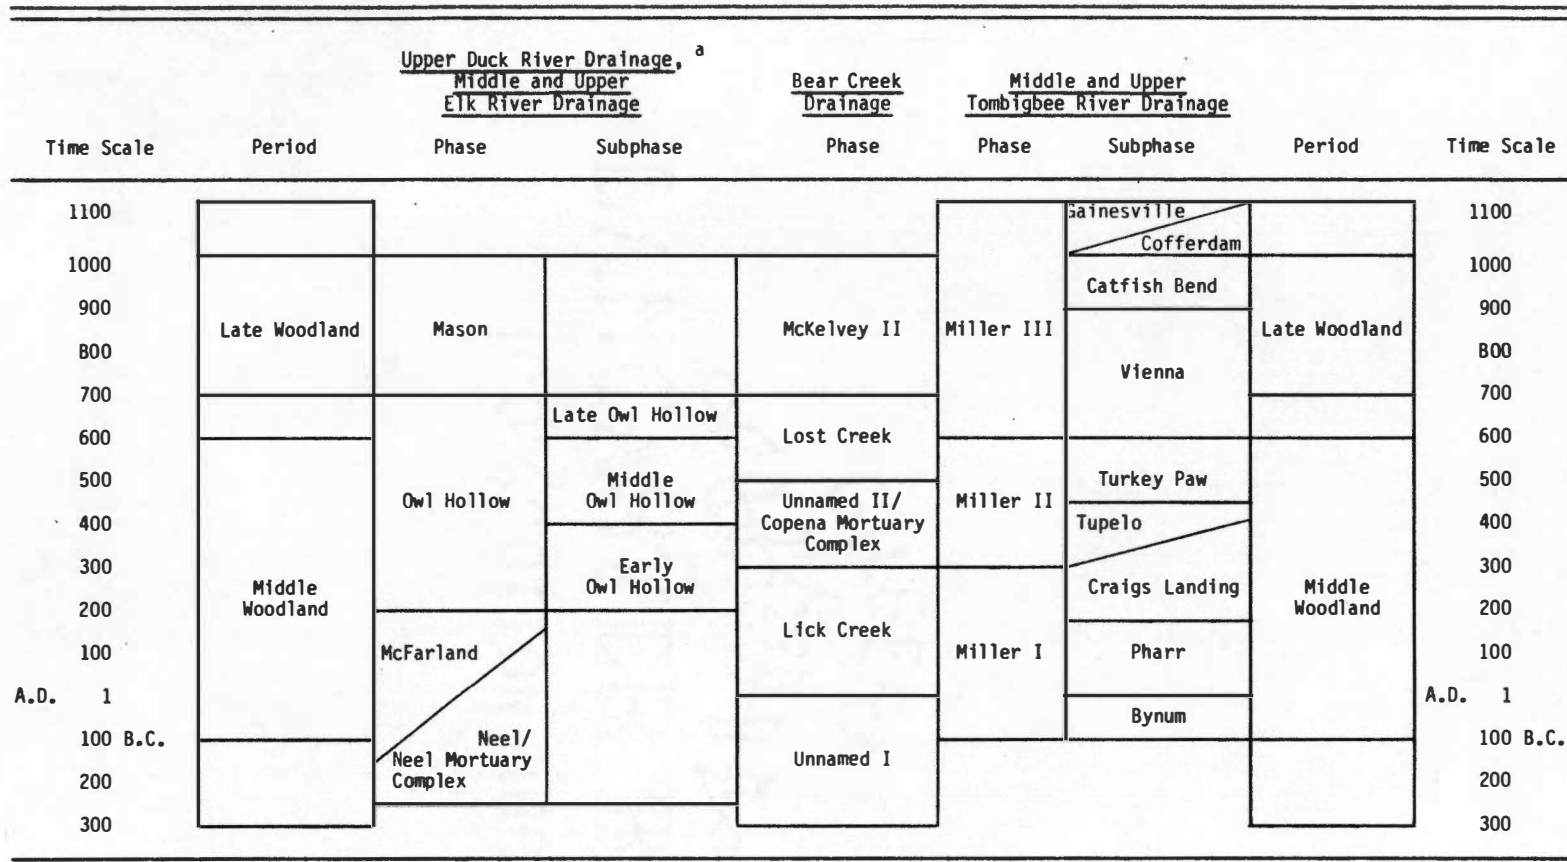 Upper Duck River Drainage, a
Middle and Upper
Elk River Drainage
Bear Creek
Drainage
Middle and Upper
Tombigbee River Drainage
Time Scale Period Phase Subphase Phase Phase Subphase Period Time Scale
1100 Gainesville 1100
Cofferdam
1000 1000
Catfish Bend
900 900
Late Woodland Mason McKelvey II Miller III Late Woodland
800 800
Vienna
700 700
Late Owl Hollow
600 Lost Creek 600
Middle
Owl Hollow
500 Turkey Paw 500
Owl Hollow Unnamed II/
Copena Mortuary
Complex
Miller II
400 Tupelo 400
300 300
Early
Owl Hollow
Craigs Landing
Middle
Woodland
Middle
Woodland
200 200
Lick Creek
McFarland
100 Miller I Pharr 100
A.D. 1 A.D. 1
Bynum
100 B.C. 100 B.C.
Neel/
Neel Mortuary
Complex
Unnamed I
200 200
300 300